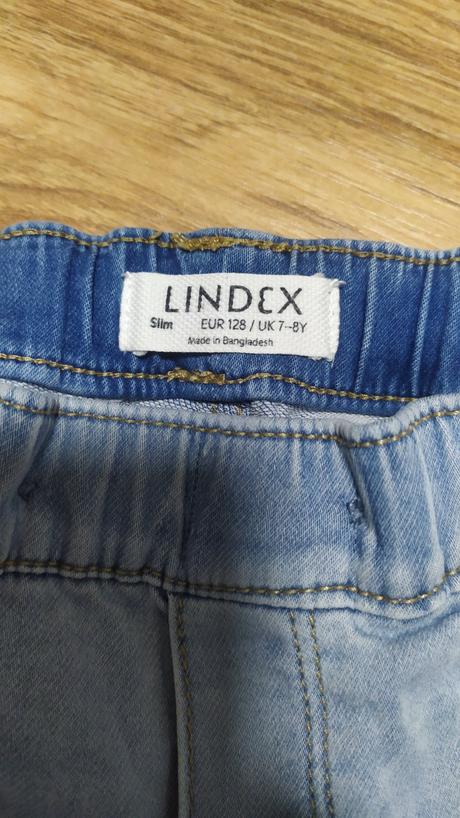 LINDEX
Slim EUR 128 / UK 7--8Y
Made in Bangladesh